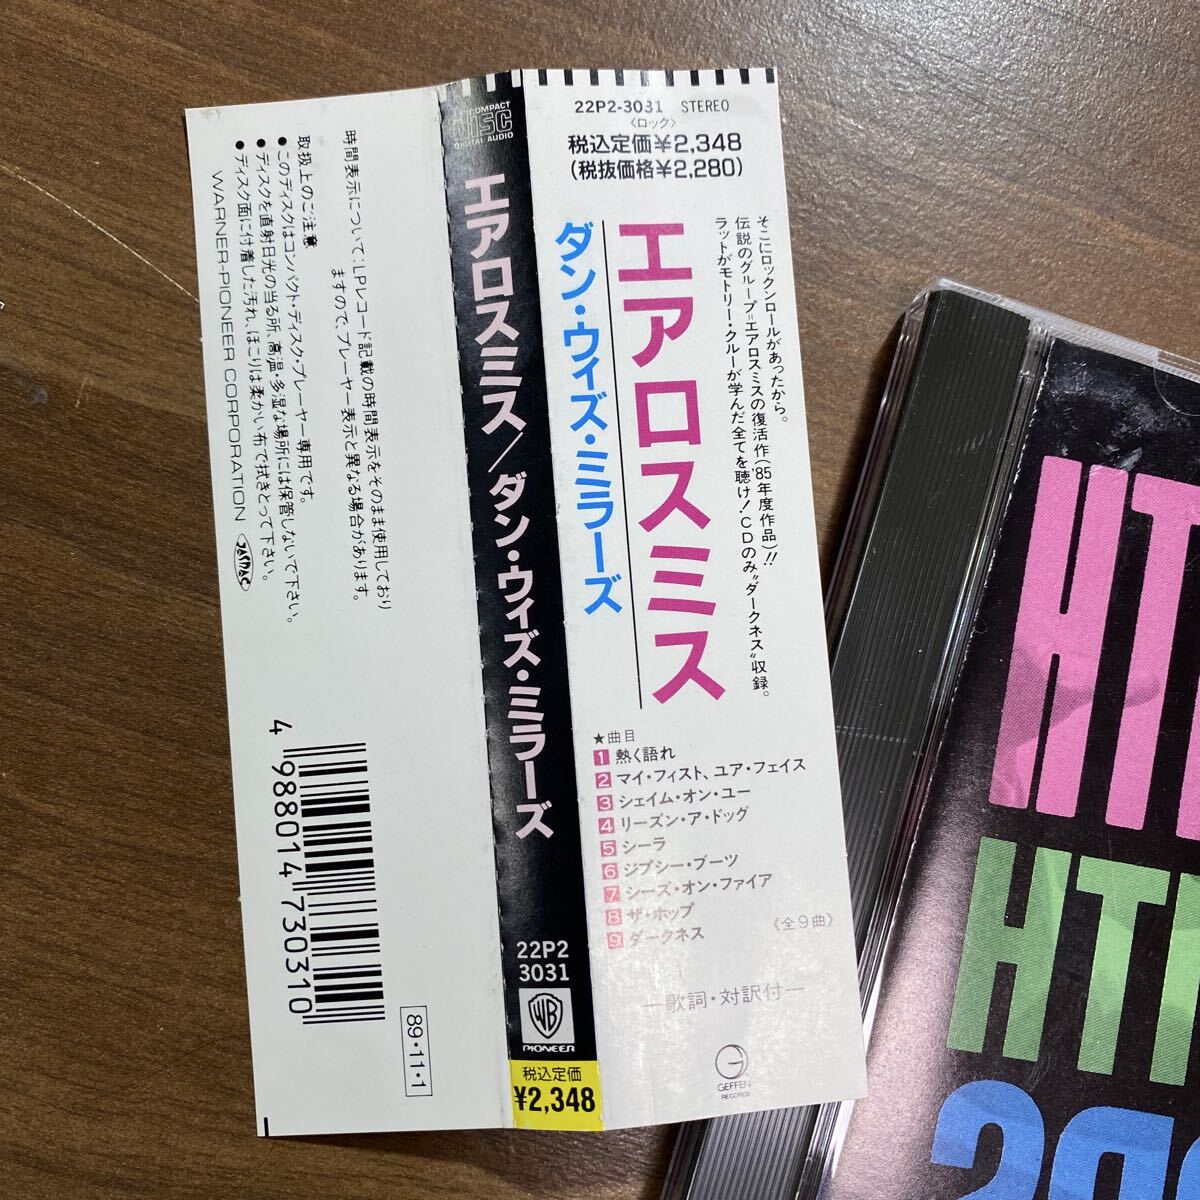 22P2-3031 STEREO
〈ロック〉
税込定価¥2,348
(税抜価格¥2,280)
そこにロックンロールがあったから。
伝説のグループ=エアロスミスの復活作('85年度作品)!!
ラットがモトリー・クルーが学んだ全てを聴け!CDのみ"ダークネス"収録。
エアロスミス
ダン・ウィズ・ミラーズ
★曲目
1 熱く語れ
2 マイ・フィスト、ユア・フェイス
3 シェイム・オン・ユー
4 リーズン・ア・ドッグ
5 シーラ
6 ジプシー・ブーツ
7 シーズ・オン・ファイア
8 ザ・ホップ
9 ダークネス
《全9曲》
—歌詞・対訳付—
G
GEFFEN
RECORDS
COMPACT
DISC
DIGITAL AUDIO
エアロスミス/ダン・ウィズ・ミラーズ
22P2
3031
WB
PIONEER
税込定価
¥2,348
時間表示について:LPレコード記載の時間表示をそのまま使用しており
ますので、プレーヤー表示と異なる場合があります。
取扱上のご注意
●このディスクはコンパクト・ディスク・プレーヤー専用です。
●ディスクを直射日光の当る所、高温・多湿な場所には保管しないで下さい。
●ディスク面に付着した汚れ、ほこりは柔かい布で拭きとって下さい。
WARNER-PIONEER CORPORATION
JASRAC
4 988014 730310
89・11・1